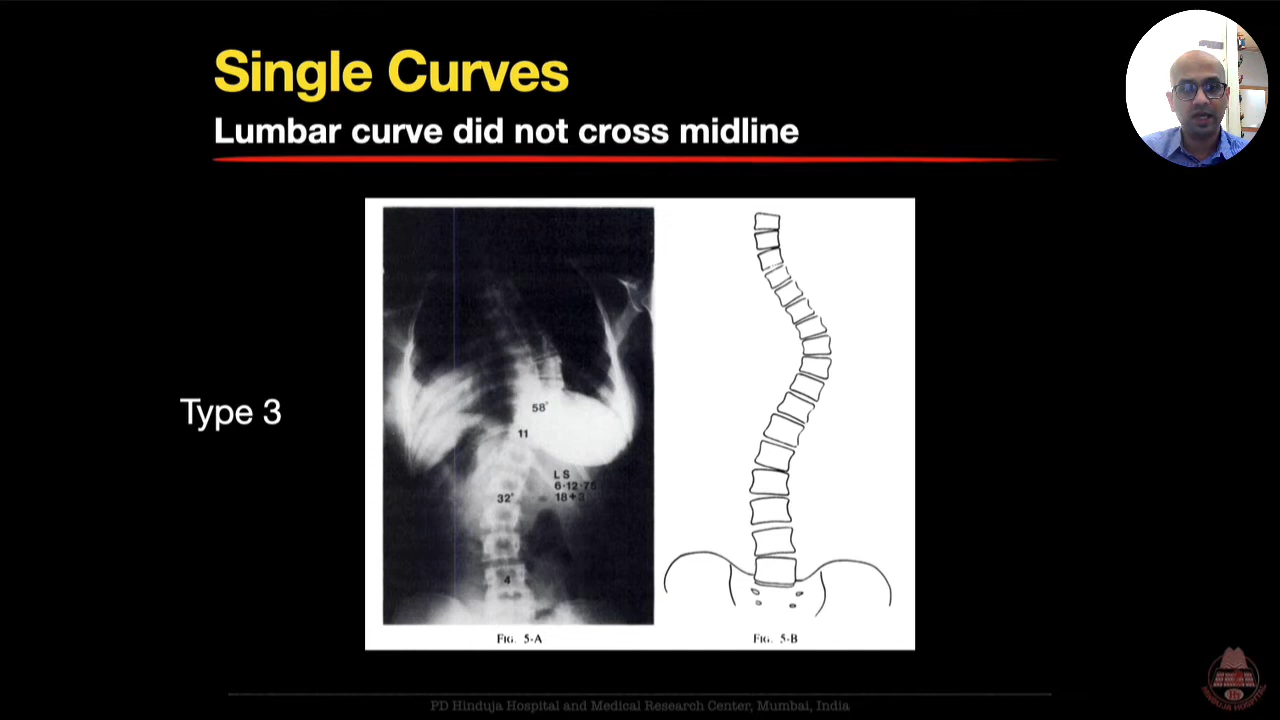 Single Curves
Lumbar curve did not cross midline
Type 3
58°
11
L S
6·12·75
32°
18+3
4
FIG. 5-A
FIG. 5-B
PD Hinduja Hospital and Medical Research Center, Mumbai, India